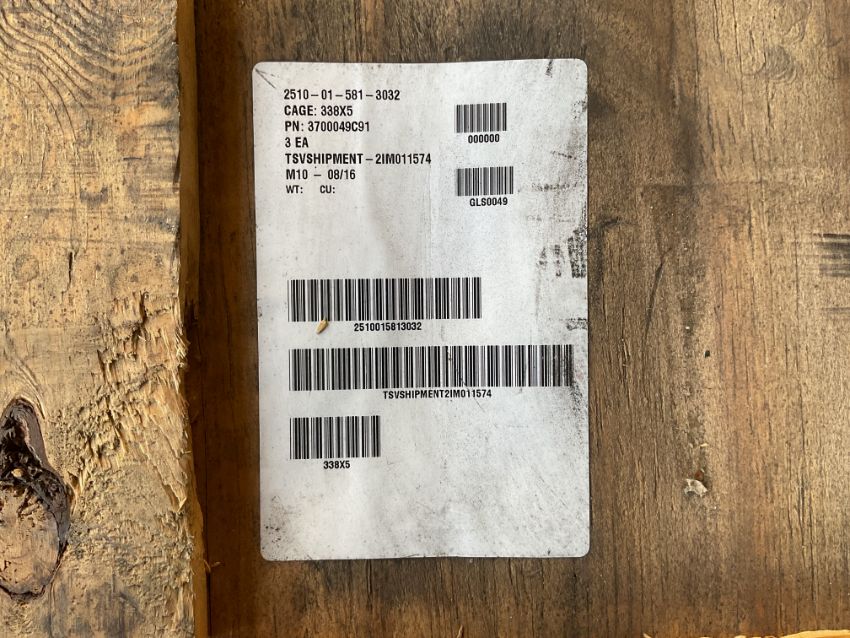 2510-01-581-3032
CAGE: 338X5
PN: 3700049C91
3 EA
TSVSHIPMENT-2IM011574
M10 - 08/16
WT: CU:
000000
GLS0049
2510015813032
TSVSHIPMENT2IM011574
338X5